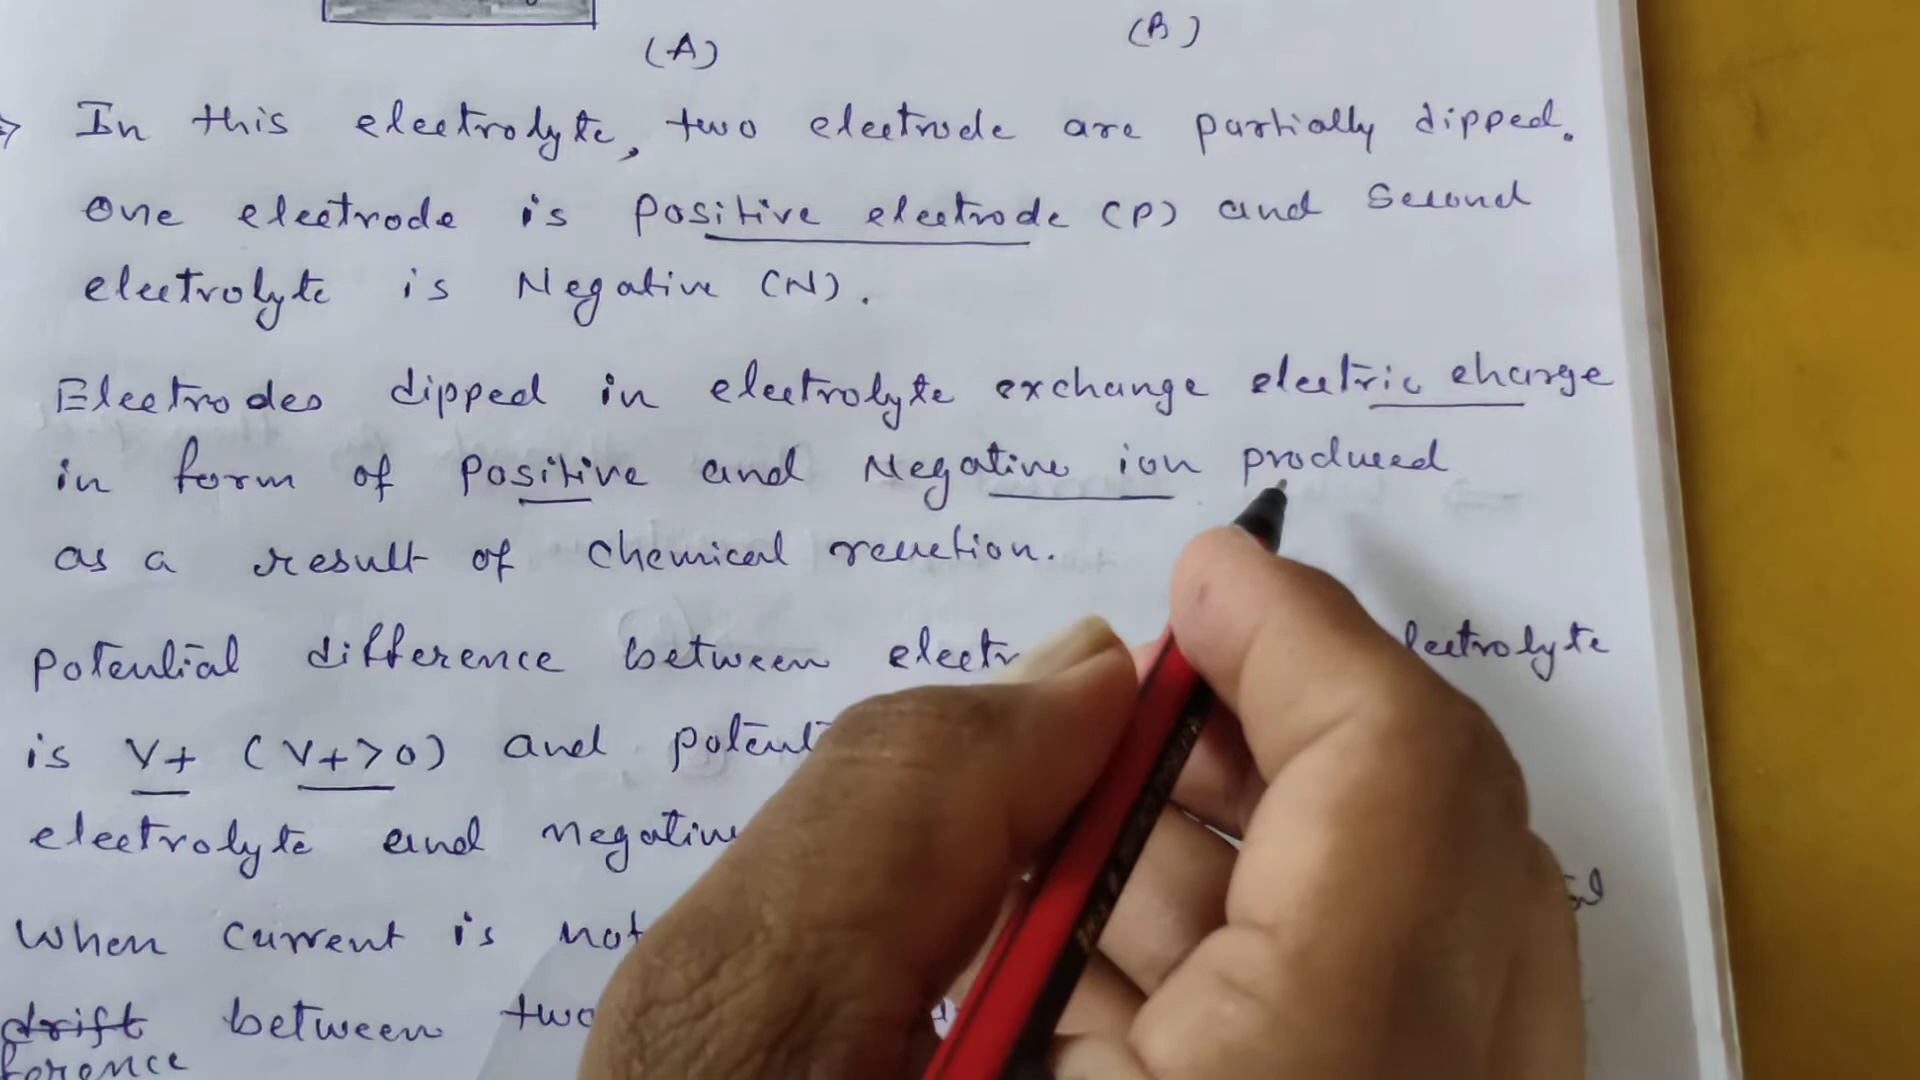 (A) (B)
In this electrolyte, two electrode are partially dipped.
One electrode is positive electrode (P) and Second
electrolyte is Negative (N).
Electrodes dipped in electrolyte exchange electric charge
in form of positive and Negative ion produced
as a result of chemical reaction.
potential difference between electr lectrolyte
is V+ (V+>0) and potent
electrolyte and negative
When current is not
drift between two
ference